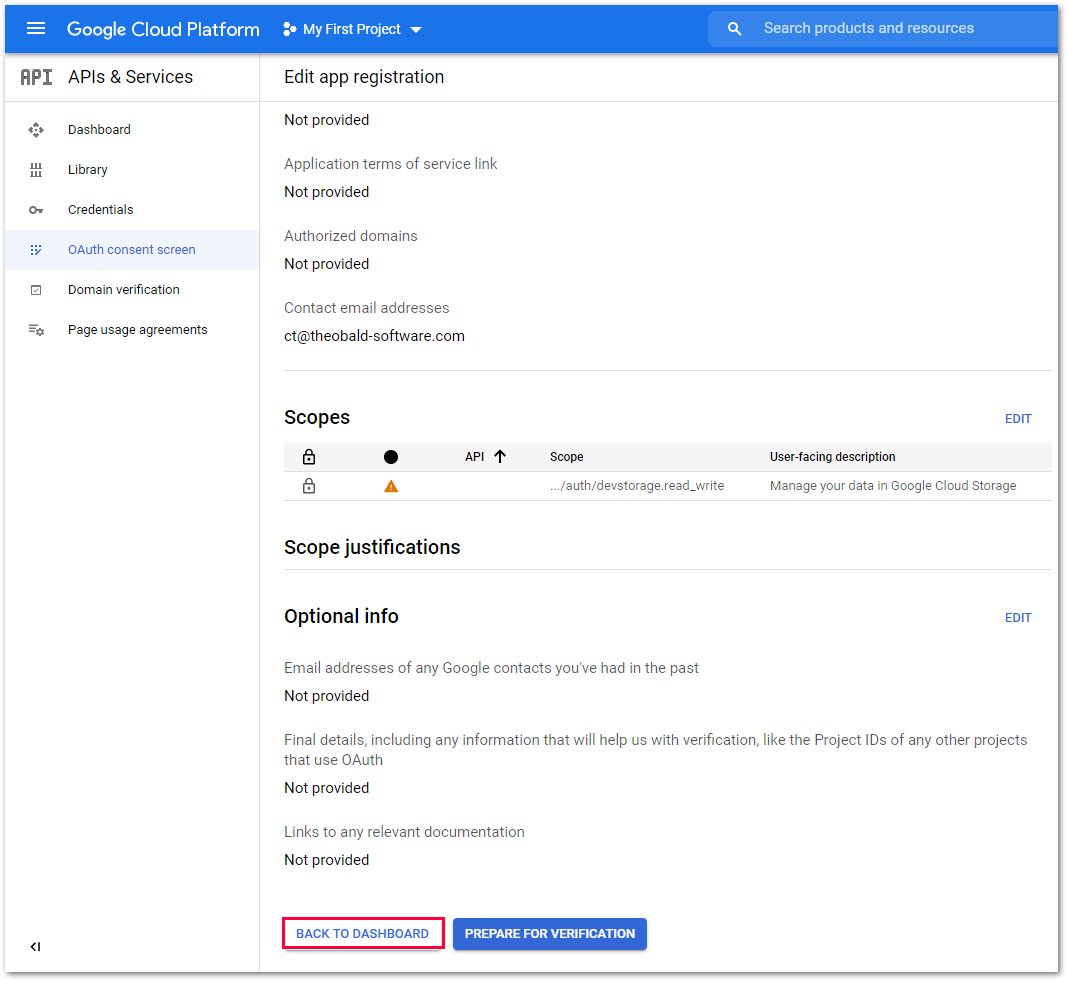 Google Cloud Platform
My First Project
Search products and resources
API APIs & Services
Edit app registration
Dashboard
Library
Credentials
OAuth consent screen
Domain verification
Page usage agreements
Not provided
Application terms of service link
Not provided
Authorized domains
Not provided
Contact email addresses
ct@theobald-software.com
Scopes
EDIT
API Scope User-facing description
.../auth/devstorage.read_write Manage your data in Google Cloud Storage
Scope justifications
Optional info
EDIT
Email addresses of any Google contacts you've had in the past
Not provided
Final details, including any information that will help us with verification, like the Project IDs of any other projects
that use OAuth
Not provided
Links to any relevant documentation
Not provided
BACK TO DASHBOARD
PREPARE FOR VERIFICATION